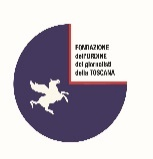 FONDAZIONE
dell'ORDINE
dei giornalisti
della TOSCANA